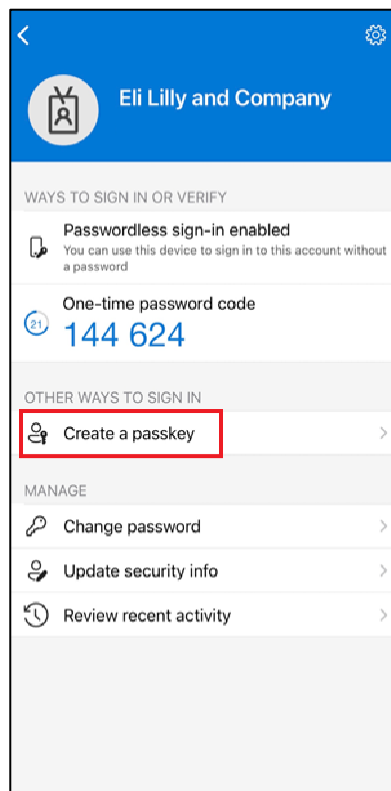 Eli Lilly and Company
WAYS TO SIGN IN OR VERIFY
Passwordless sign-in enabled
You can use this device to sign in to this account without
a password
One-time password code
21
144 624
OTHER WAYS TO SIGN IN
Create a passkey
MANAGE
Change password
Update security info
Review recent activity